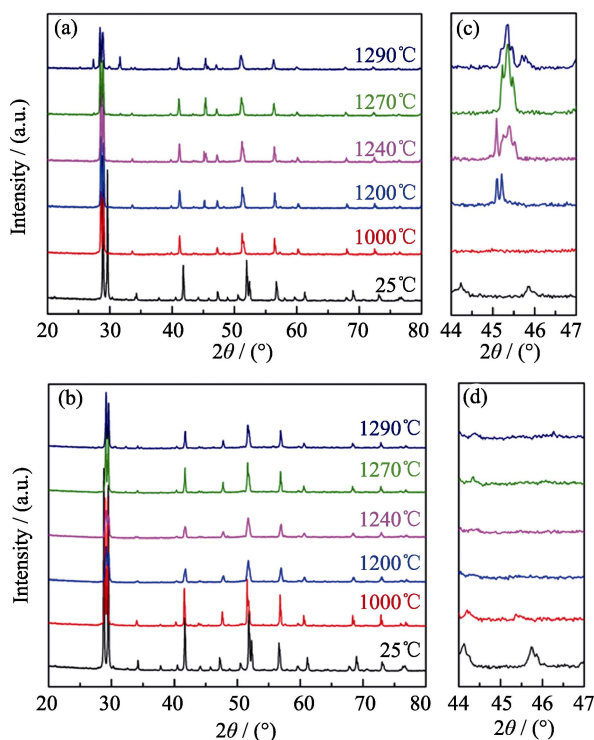 (a)
1290℃
1270℃
1240℃
1200℃
1000℃
25℃
Intensity / (a.u.)
20 30 40 50 60 70 80
2θ / (°)
(c)
44 45 46 47
2θ / (°)
(b)
1290℃
1270℃
1240℃
1200℃
1000℃
25℃
Intensity / (a.u.)
20 30 40 50 60 70 80
2θ / (°)
(d)
44 45 46 47
2θ / (°)